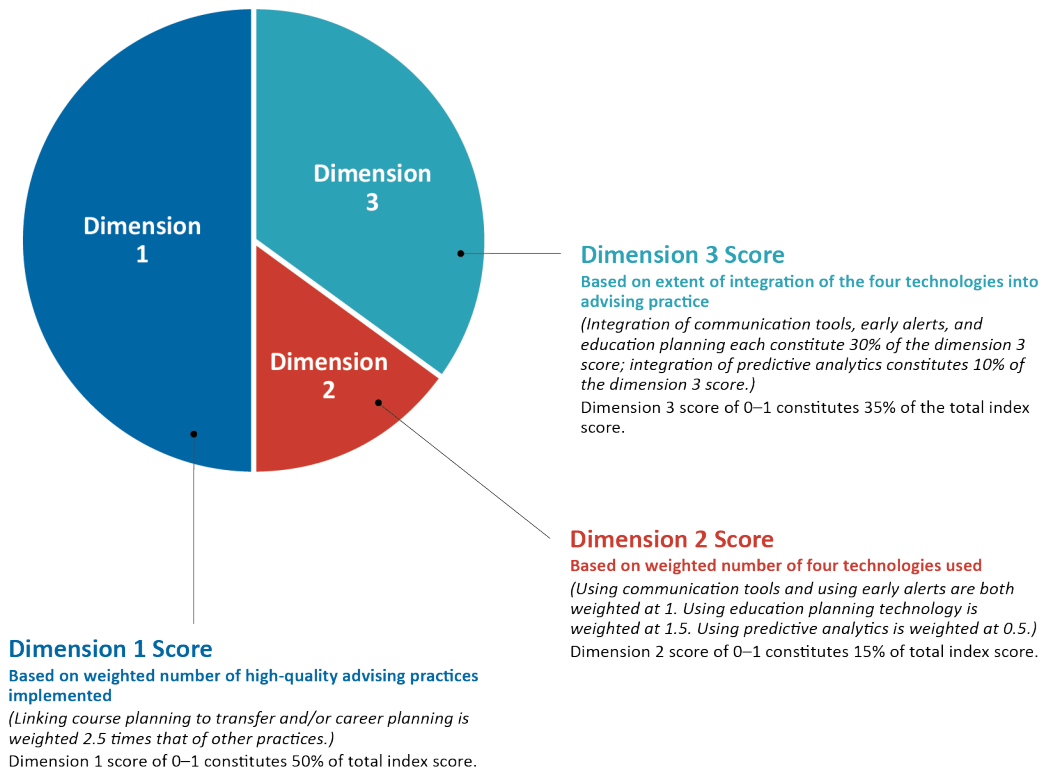 Dimension
3
Dimension
1
Dimension
2
Dimension 3 Score
Based on extent of integration of the four technologies into
advising practice
(Integration of communication tools, early alerts, and
education planning each constitute 30% of the dimension 3
score; integration of predictive analytics constitutes 10% of
the dimension 3 score.)
Dimension 3 score of 0–1 constitutes 35% of the total index
score.
Dimension 2 Score
Based on weighted number of four technologies used
(Using communication tools and using early alerts are both
weighted at 1. Using education planning technology is
weighted at 1.5. Using predictive analytics is weighted at 0.5.)
Dimension 2 score of 0–1 constitutes 15% of total index score.
Dimension 1 Score
Based on weighted number of high-quality advising practices
implemented
(Linking course planning to transfer and/or career planning is
weighted 2.5 times that of other practices.)
Dimension 1 score of 0–1 constitutes 50% of total index score.